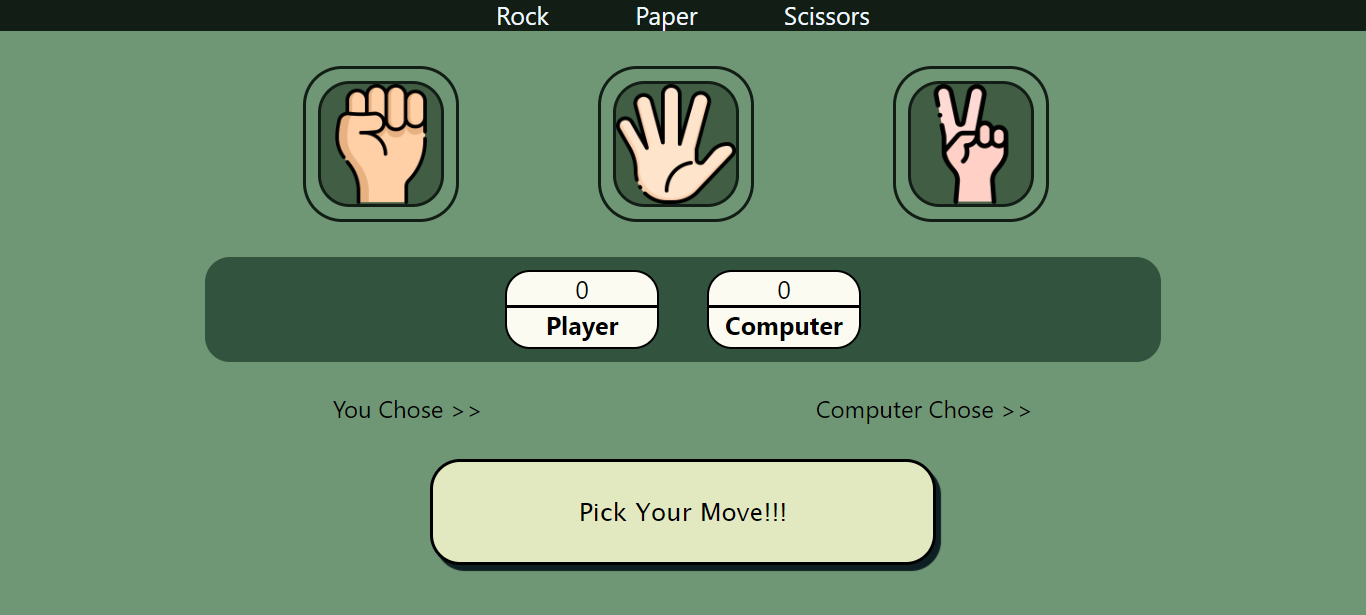 Rock Paper Scissors
0 0
Player Computer
You Chose >> Computer Chose >>
Pick Your Move!!!